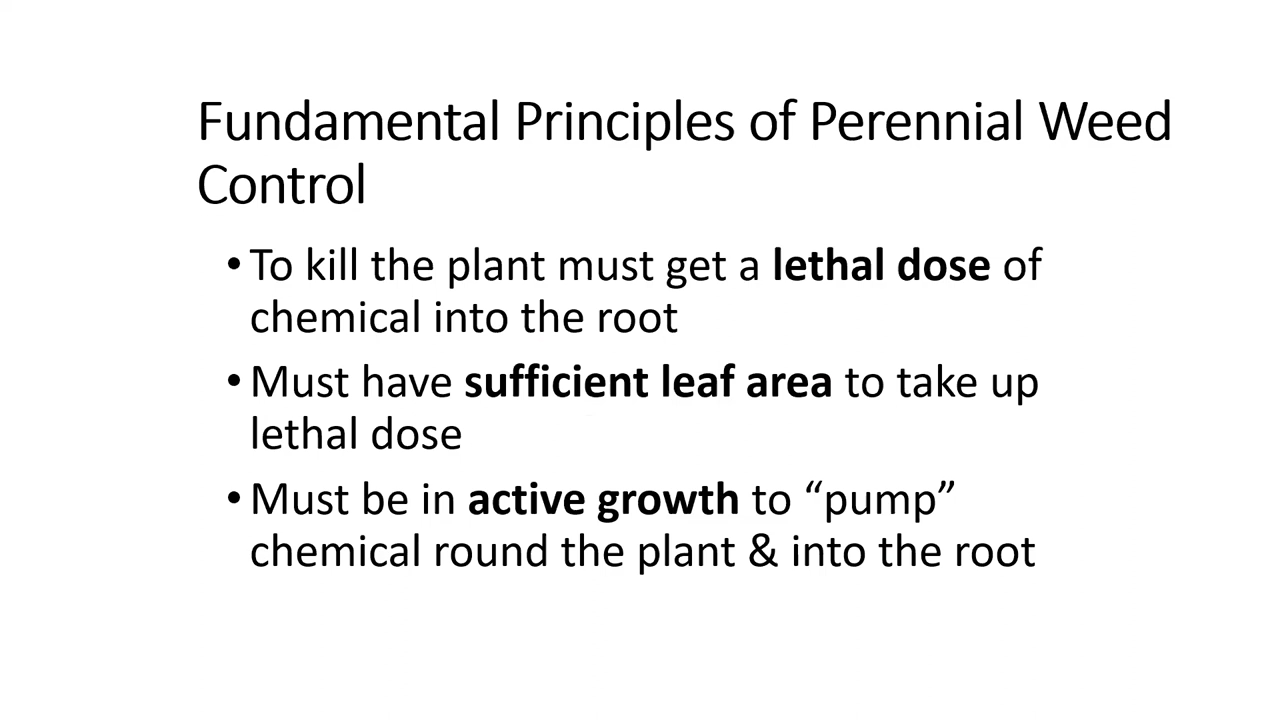 Fundamental Principles of Perennial Weed
Control
• To kill the plant must get a lethal dose of
chemical into the root
• Must have sufficient leaf area to take up
lethal dose
• Must be in active growth to “pump”
chemical round the plant & into the root